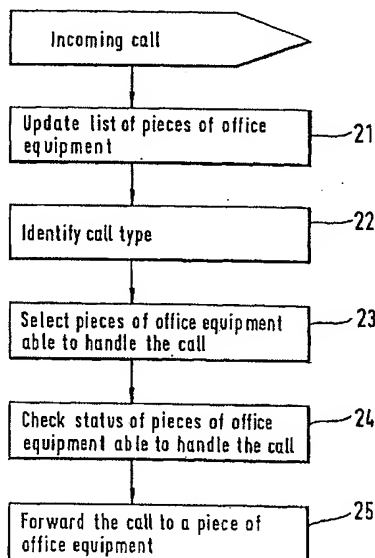 Incoming call
Update list of pieces of office
equipment
21
Identify call type
22
Select pieces of office equipment
able to handle the call
23
Check status of pieces of office
equipment able to handle the call
24
Forward the call to a piece of
office equipment
25